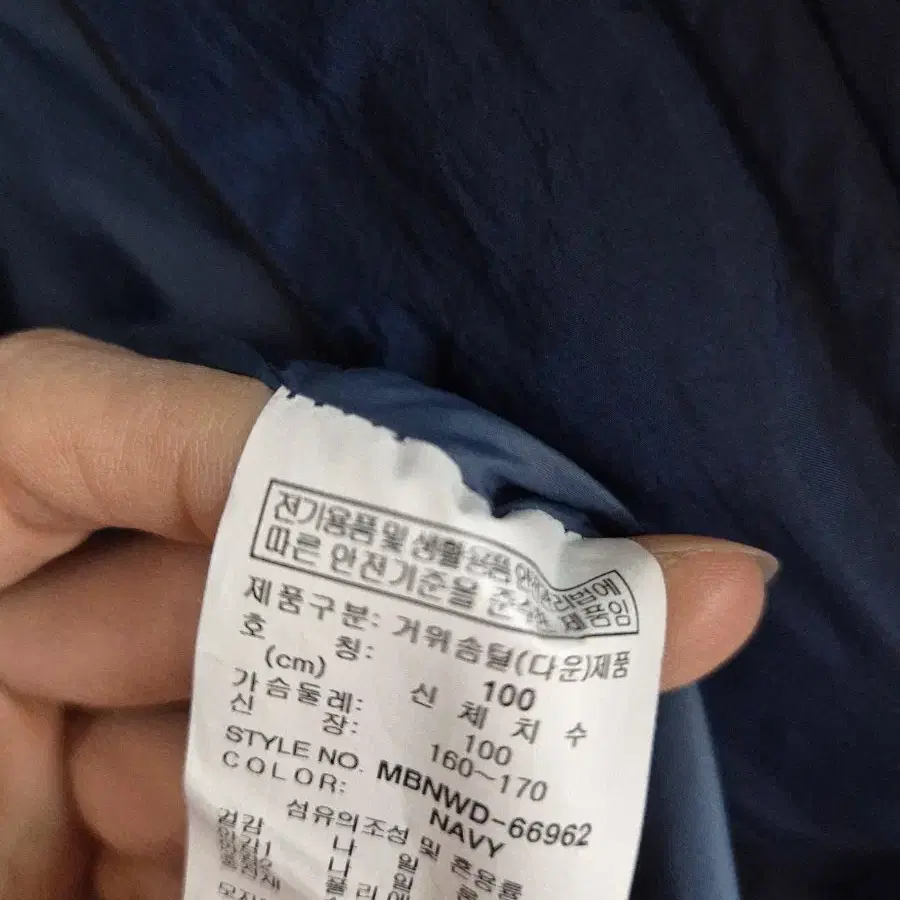 전기용품 및 생활용품 안전관리법에
따른 안전기준을 준수한 제품임
제품구분: 거위솜털(다운)제품
호 칭: 100
(cm) 신 체 치 수
가슴둘레: 100
신 장: 160~170
STYLE NO. MBNWD-66962
COLOR: NAVY
섬유의조성 및 혼용률
겉감 나 일
안감1 나 일